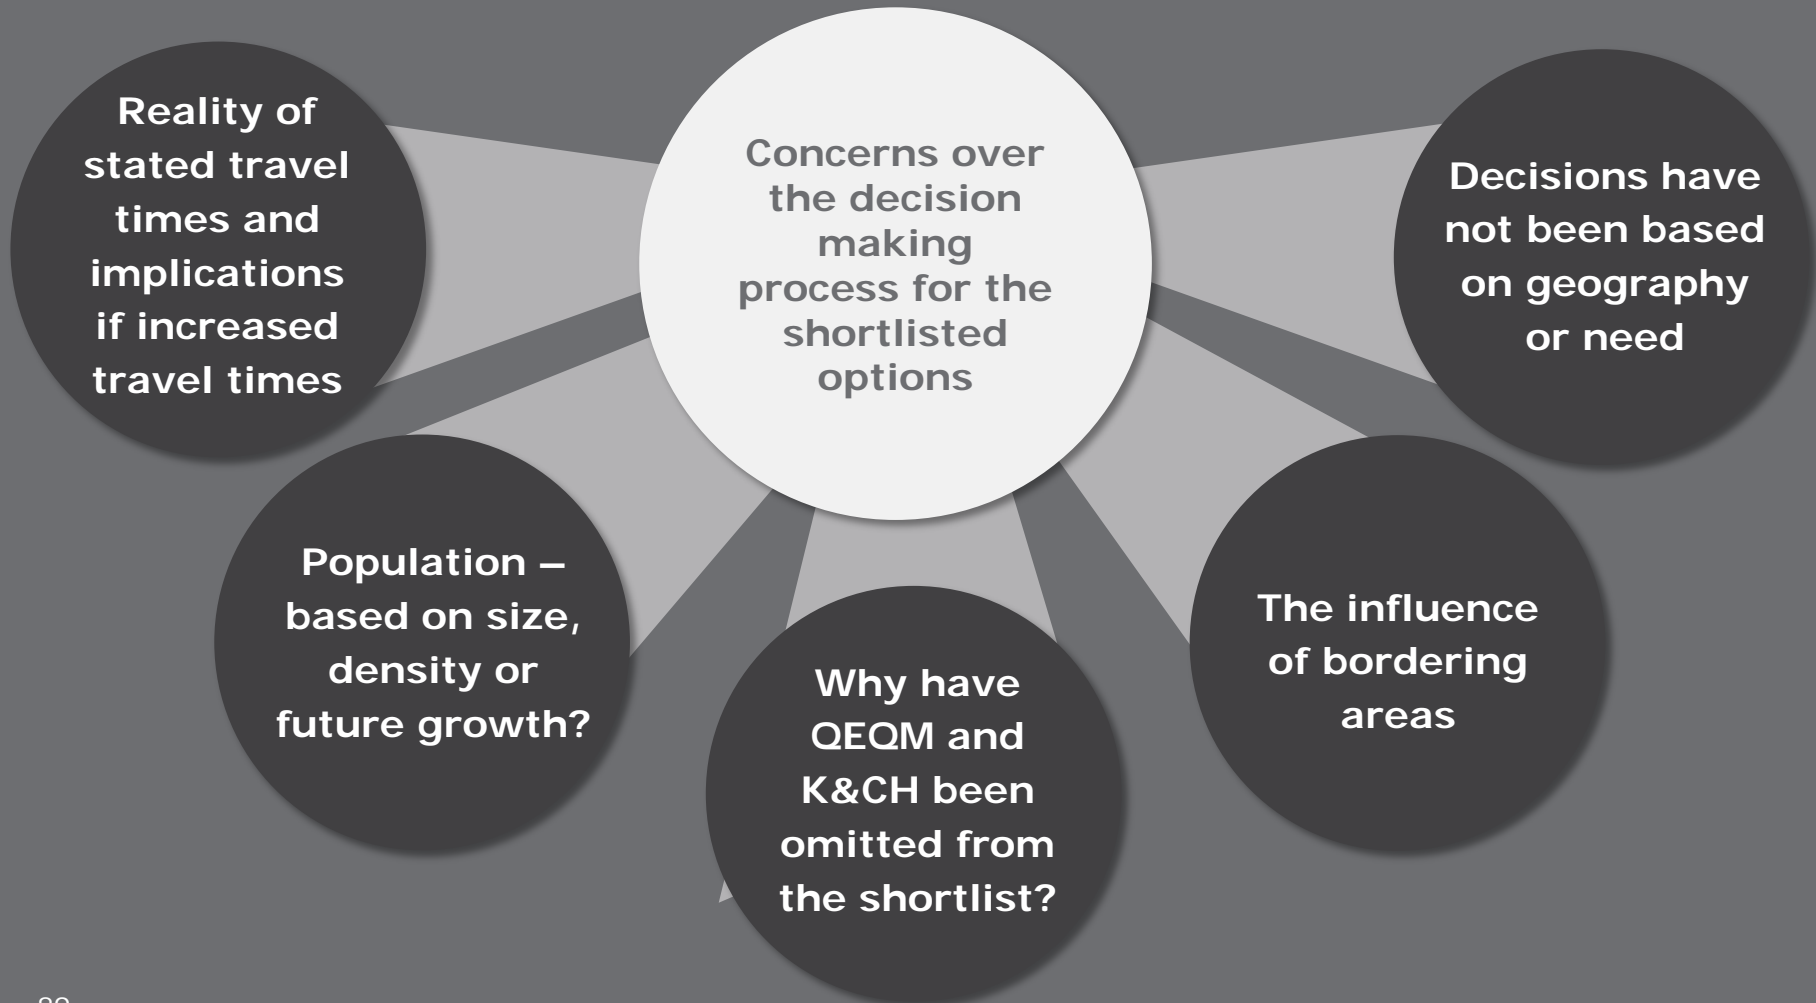 Concerns over
the decision
making
process for the
shortlisted
options
Reality of
stated travel
times and
implications
if increased
travel times
Population –
based on size,
density or
future growth?
Why have
QEQM and
K&CH been
omitted from
the shortlist?
The influence
of bordering
areas
Decisions have
not been based
on geography
or need